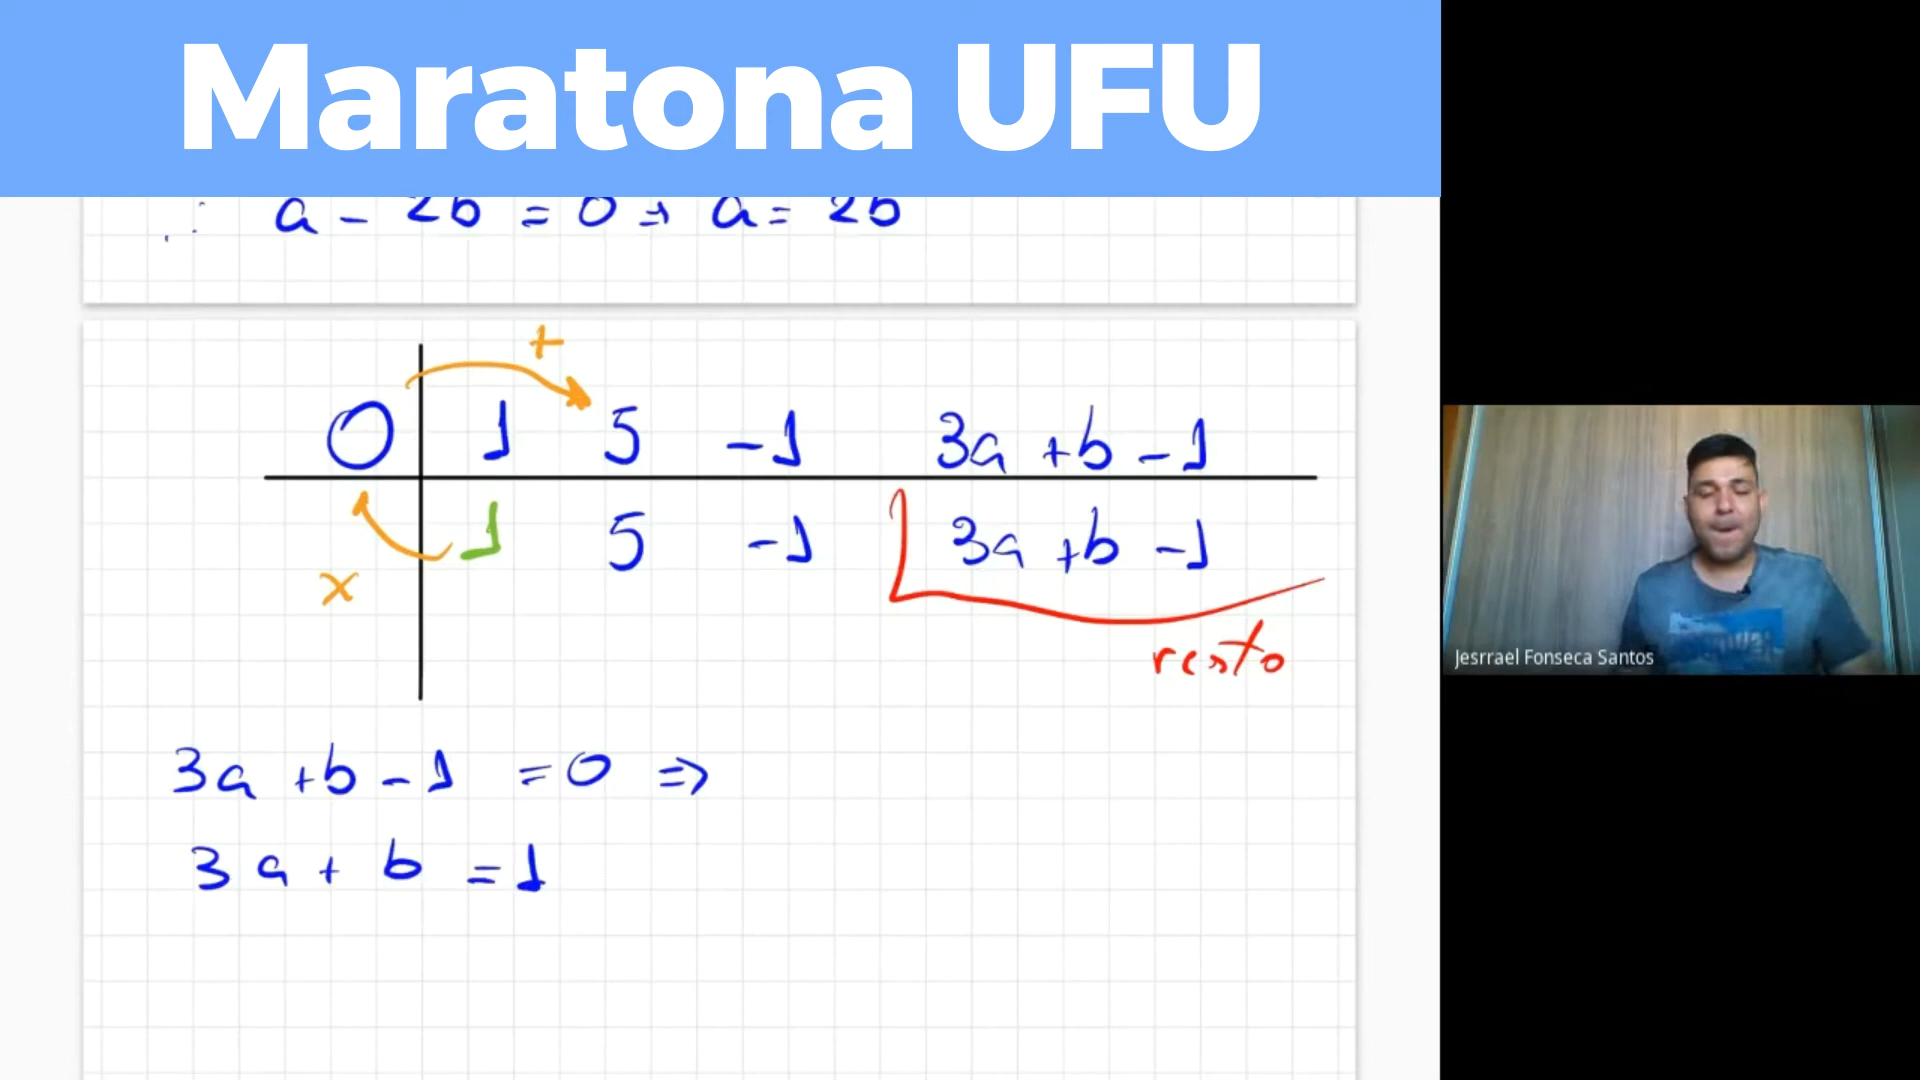 Maratona UFU
∴ a - 2b = 0 ⇒ a = 2b
+
0 1 5 -1 3a +b -1
1 5 -1 3a +b -1
x
resto
3a +b -1 = 0 ⇒
3a + b = 1
Jesrrael Fonseca Santos